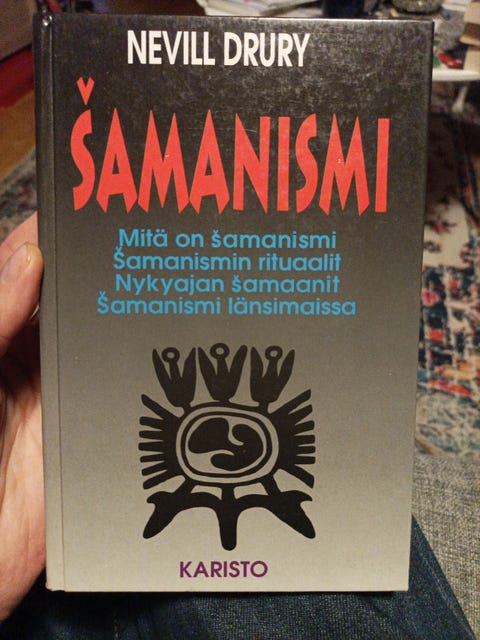 NEVILL DRURY
ŠAMANISMI
Mitä on šamanismi
Šamanismin rituaalit
Nykyajan šamaanit
Šamanismi länsimaissa
KARISTO